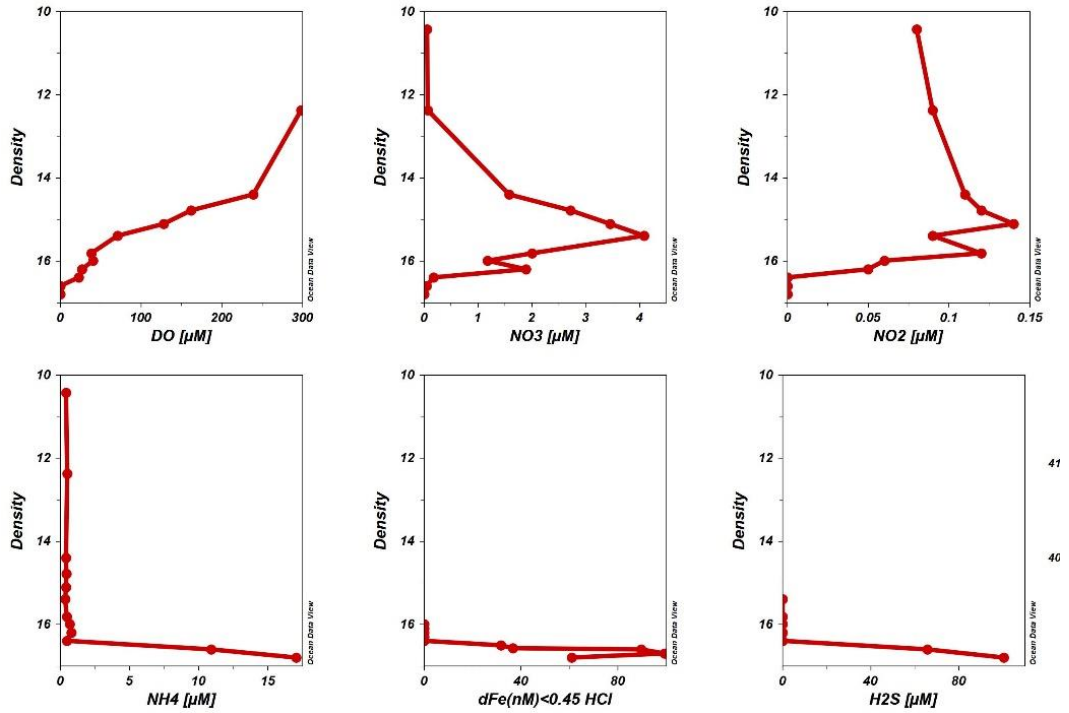 10
12
14
16
Density
0
100
200
300
DO [µM]
Ocean Data View
10
12
14
16
Density
0
1
2
3
4
NO3 [µM]
Ocean Data View
10
12
14
16
Density
0
0.05
0.1
0.15
NO2 [µM]
Ocean Data View
10
12
14
16
Density
0
5
10
15
NH4 [µM]
Ocean Data View
10
12
14
16
Density
0
40
80
dFe(nM)<0.45 HCl
Ocean Data View
10
12
14
16
Density
0
40
80
H2S [µM]
Ocean Data View
41
40